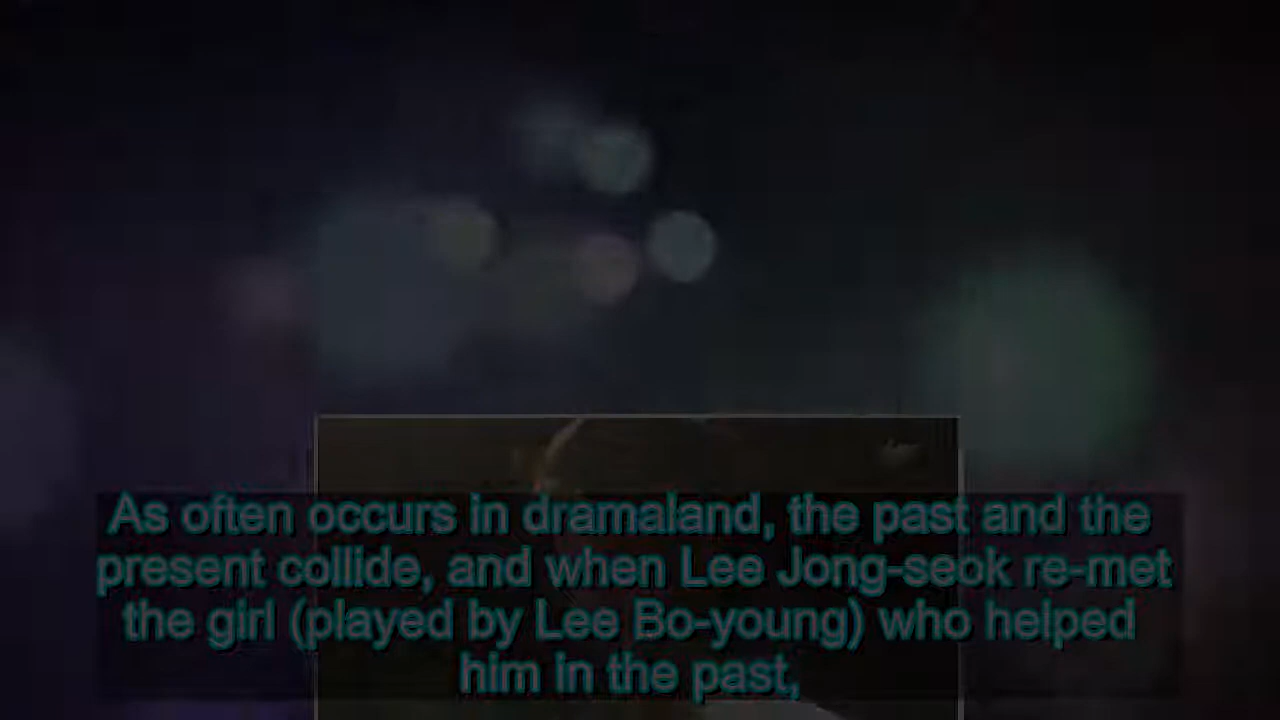 As often occurs in dramaland, the past and the
present collide, and when Lee Jong-seok re-met
the girl (played by Lee Bo-young) who helped
him in the past,